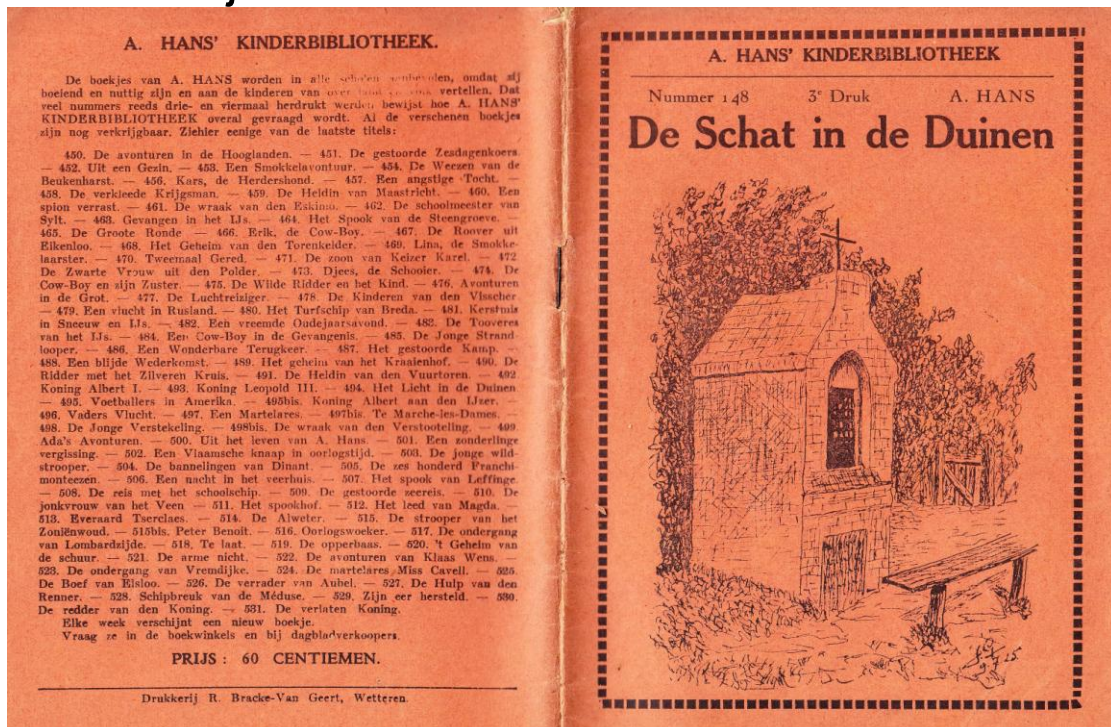 A. HANS' KINDERBIBLIOTHEEK.
De boekjes van A. HANS worden in alle scholen aanbevolen, omdat zij
boeiend en nuttig zijn en aan de kinderen van over vertellen. Dat
veel nummers reeds drie- en viermaal herdrukt werden bewijst hoe A. HANS'
KINDERBIBLIOTHEEK overal gevraagd wordt. Al de verschenen boekjes
zijn nog verkrijgbaar. Ziehier eenige van de laatste titels:
450. De avonturen in de Hooglanden. — 451. De gestoorde Zesdagenkoers.
— 452. Uit een Gezin. — 453. Een Smokkelavontuur. — 454. De Weezen van de
Beukenharst. — 456. Kars, de Herdershond. — 457. Een angstige Tocht. —
458. De verkleede Krijgsman. — 459. De Heldin van Maastricht. — 460. Een
spion verrast. — 461. De wraak van den Eskimo. — 462. De schoolmeester van
Sylt. — 463. Gevangen in het IJs. — 464. Het Spook van de Steengroeve. —
465. De Groote Ronde — 466. Erik, de Cow-Boy. — 467. De Roover uit
Eikenloo. — 468. Het Geheim van den Torenkelder. — 469. Lina, de Smokke-
laarster. — 470. Tweemaal Gered. — 471. De zoon van Keizer Karel. — 472
De Zwarte Vrouw uit den Polder. — 473. Djees, de Schooier. — 474. De
Cow-Boy en zijn Zuster. — 475. De Wilde Ridder en het Kind. — 476. Avonturen
in de Grot. — 477. De Luchtreiziger. — 478. De Kinderen van den Visscher.
— 479. Een vlucht in Rusland. — 480. Het Turfschip van Breda. — 481. Kerstmis
in Sneeuw en IJs. — 482. Een vreemde Oudejaarsavond. — 483. De Tooveres
van het IJs. — 484. Een Cow-Boy in de Gevangenis. — 485. De Jonge Strand-
looper. — 486. Een Wonderbare Terugkeer. — 487. Het gestoorde Kamp. —
488. Een blijde Wederkomst. — 489. Het geheim van het Kranenhof. — 490. De
Ridder met het Zilveren Kruis. — 491. De Heldin van den Vuurtoren. — 492
Koning Albert I. — 493. Koning Leopold III. — 494. Het Licht in de Duinen
— 495. Voetballers in Amerika. — 495bis. Koning Albert aan den IJzer. —
496. Vaders Vlucht. — 497. Een Martelares. — 497bis. Te Marche-les-Dames. —
498. De Jonge Verstekeling. — 498bis. De wraak van den Verstooteling. — 499.
Ada's Avonturen. — 500. Uit het leven van A. Hans. — 501. Een zonderlinge
vergissing. — 502. Een Vlaamsche knaap in oorlogstijd. — 503. De jonge wild-
strooper. — 504. De bannelingen van Dinant. — 505. De zes honderd Franchi-
monteezen. — 506. Een nacht in het veerhuis. — 507. Het spook van Leffinge.
— 508. De reis met het schoolschip. — 509. De gestoorde zeereis. — 510. De
jonkvrouw van het Veen — 511. Het spookhof. — 512. Het leed van Magda. —
513. Everaard Tserclaes. — 514. De Alweter. — 515. De strooper van het
Zoniënwoud. — 515bis. Peter Benoit. — 516. Oorlogswoeker. — 517. De ondergang
van Lombardzijde. — 518. Te laat. — 519. De opperbaas. — 520. 't Geheim van
de schuur. — 521. De arme nicht. — 522. De avonturen van Klaas Wens. —
523. De ondergang van Vremdijke. — 524. De martelares Miss Cavell. — 525.
De Boef van Elsloo. — 526. De verrader van Aubel. — 527. De Hulp van den
Renner. — 528. Schipbreuk van de Méduse. — 529. Zijn eer hersteld. — 530.
De redder van den Koning. — 531. De verlaten Koning.
Elke week verschijnt een nieuw boekje.
Vraag ze in de boekwinkels en bij dagbladverkoopers.
PRIJS : 60 CENTIEMEN.
Drukkerij R. Bracke-Van Geert, Wetteren.
A. HANS' KINDERBIBLIOTHEEK
Nummer 148 3e Druk A. HANS
De Schat in de Duinen